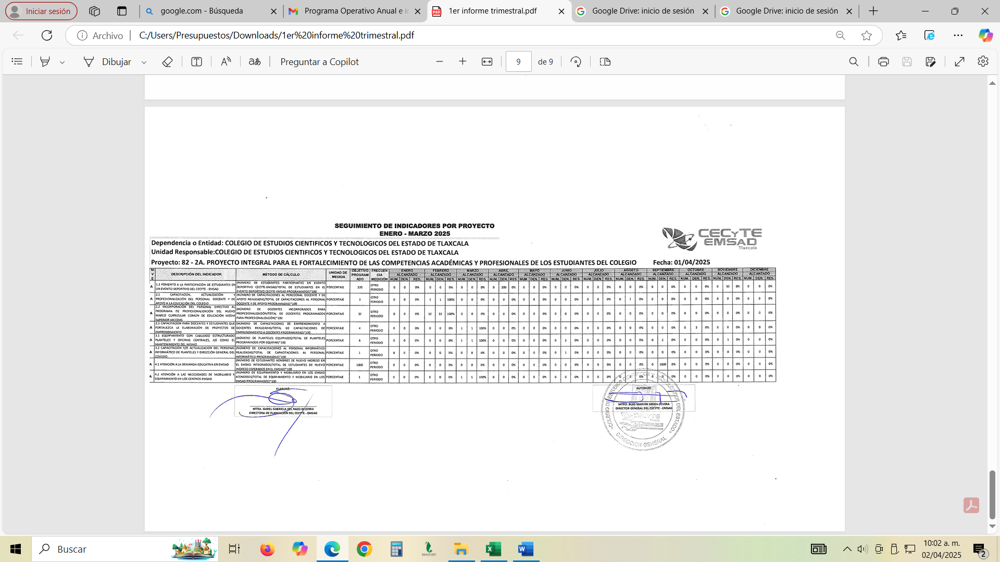 Iniciar sesión
google.com - Búsqueda
Programa Operativo Anual e i
1er informe trimestral.pdf
Google Drive: inicio de sesión
Google Drive: inicio de sesión
Archivo
C:/Users/Presupuestos/Downloads/1er%20informe%20trimestral.pdf
Dibujar
Preguntar a Copilot
9 de 9
SEGUIMIENTO DE INDICADORES POR PROYECTO
ENERO - MARZO 2025
CECyTE
EMSAD
Tlaxcala
Dependencia o Entidad: COLEGIO DE ESTUDIOS CIENTIFICOS Y TECNOLOGICOS DEL ESTADO DE TLAXCALA
Unidad Responsable:COLEGIO DE ESTUDIOS CIENTIFICOS Y TECNOLOGICOS DEL ESTADO DE TLAXCALA
Proyecto: 82 - 2A. PROYECTO INTEGRAL PARA EL FORTALECIMIENTO DE LAS COMPETENCIAS ACADÉMICAS Y PROFESIONALES DE LOS ESTUDIANTES DEL COLEGIO Fecha: 01/04/2025
NIVE DESCRIPCIÓN DEL INDICADOR MÉTODO DE CÁLCULO UNIDAD DE MEDIDA OBJETIVO PROGRAMADO FRECUENCIA MEDICIÓN ENERO FEBRERO MARZO ABRIL MAYO JUNIO JULIO AGOSTO SEPTIEMBRE OCTUBRE NOVIEMBRE DICIEMBRE
ALCANZADO ALCANZADO ALCANZADO ALCANZADO ALCANZADO ALCANZADO ALCANZADO ALCANZADO ALCANZADO ALCANZADO ALCANZADO ALCANZADO
NUM. DEN. RES. NUM. DEN. RES. NUM. DEN. RES. NUM. DEN. RES. NUM. DEN. RES. NUM. DEN. RES. NUM. DEN. RES. NUM. DEN. RES. NUM. DEN. RES. NUM. DEN. RES. NUM. DEN. RES. NUM. DEN. RES.
A 1.3 FOMENTO A LA PARTICIPACIÓN DE ESTUDIANTES EN UN EVENTO DEPORTIVO DEL CECYTE - EMSAD (NÚMERO DE ESTUDIANTES PARTICIPANTES EN EVENTO DEPORTIVO CECYTE-EMSAD/TOTAL DE ESTUDIANTES EN EL EVENTO DEPORTIVO CECYTE-EMSAD PROGRAMADOS)*100 PORCENTAJE 330 OTRO PERIODO 0 0 0% 0 0 0% 0 0 0% 0 300 0% 0 0 0% 0 0 0% 0 0 0% 0 0 0% 0 0 0% 0 0 0% 0 30 0% 0 0 0%
A 2.1 CAPACITACIÓN, ACTUALIZACIÓN Y PROFESIONALIZACIÓN DEL PERSONAL DOCENTE Y DE APOYO A LA EDUCACIÓN DEL COLEGIO (NÚMERO DE CAPACITACIONES AL PEROSONAL DOCENTE Y DE APOYO REALIZADAS/TOTAL DE CAPACITACIONES AL PERSONAL DOCENTE Y DE APOYO PROGRAMADAS)*100 PORCENTAJE 2 OTRO PERIODO 0 0 0% 1 1 100% 0 0 0% 0 0 0% 0 0 0% 0 0 0% 0 0 0% 0 1 0% 0 0 0% 0 0 0% 0 0 0% 0 0 0%
A 2.2 INCORPORACIÓN DEL PERSONAL DIRECTIVO AL PROGRAMA DE PROFESIONALIZACIÓN DEL NUEVO MARCO CURRICULAR COMÚN DE EDUCACIÓN MEDIA SUPERIOR MCCEMS (NÚMERO DE DOCENTES INCORPORADOS PARA PROFESIONALIZACIÓN/TOTAL DE DOCENTES PROGRAMADOS PARA PROFESIONALIZACIÓN)*100 PORCENTAJE 32 OTRO PERIODO 0 0 0% 32 32 100% 0 0 0% 0 0 0% 0 0 0% 0 0 0% 0 0 0% 0 0 0% 0 0 0% 0 0 0% 0 0 0% 0 0 0%
A 2.3 CAPACITACIÓN PARA DOCENTES Y ESTUDIANTES QUE FORTALEZCA LA ELABORACIÓN DE PROYECTOS DE EMPRENDIMIENTO (NÚMERO DE CAPACITACIONES DE EMPRENDIMIENTO A DOCENTES REALIZADAS/TOTAL DE CAPACITACIONES DE EMPRENDIMIENTO A DOCENTES PROGRAMADAS)*100 PORCENTAJE 4 OTRO PERIODO 0 0 0% 0 0 0% 1 1 100% 0 0 0% 0 0 0% 0 0 0% 0 0 0% 0 0 0% 0 0 0% 0 3 0% 0 0 0% 0 0 0%
A 3.1 EQUIPAMIENTO CON CABLEADO ESTRUCTURADO PLANTELES Y OFICINAS CENTRALES, ASÍ COMO EL MANTENIMIENTO DEL MISMO (NÚMERO DE PLANTELES EQUIPADOS/TOTAL DE PLANTELES PROGRAMADOS POR EQUIPAR)*100 PORCENTAJE 6 OTRO PERIODO 0 0 0% 0 0 0% 1 1 100% 0 0 0% 0 0 0% 0 2 0% 0 0 0% 0 0 0% 0 2 0% 0 0 0% 0 1 0% 0 0 0%
A 3.2 CAPACITACIÓN Y/O ACTUALIZACIÓN DEL PERSONAL INFORMÁTICO DE PLANTELES Y DIRECCIÓN GENERAL DEL COLEGIO (NÚMERO DE CAPACITACIONES AL PERSONAL INFORMÁTICO REALIZADAS/TOTAL DE CAPACITACIONES AL PERSONAL INFORMÁTICO PROGRAMADAS)*100 PORCENTAJE 1 OTRO PERIODO 0 0 0% 0 0 0% 0 0 0% 0 0 0% 0 0 0% 0 1 0% 0 0 0% 0 0 0% 0 0 0% 0 0 0% 0 0 0% 0 0 0%
A 4.1 ATENCIÓN A LA DEMANDA EDUCATIVA EN EMSAD (NÚMERO DE ESTUDIANTES HOMBRES DE NUEVO INGRESO EN EL EMSAD INTEGRADOS/TOTAL DE ESTUDIANTES DE NUEVO INGRESO ESPERADOS EN EL EMSAD)*100 PORCENTAJE 1000 OTRO PERIODO 0 0 0% 0 0 0% 0 0 0% 0 0 0% 0 0 0% 0 0 0% 0 0 0% 0 0 0% 0 1000 0% 0 0 0% 0 0 0% 0 0 0%
A 4.2 ATENCIÓN A LAS NECESIDADES DE MOBILIARIO Y EQUIPAMIENTO EN LOS CENTROS EMSAD (NÚMERO DE EQUIPAMIENTO Y MOBILIARIO EN LOS EMSAD ATENDIDOS/TOTAL DE EQUIPAMIENTO Y MOBILIARIO EN LOS EMSAD PROGRAMADOS)*100 PORCENTAJE 1 OTRO PERIODO 0 0 0% 0 0 0% 1 1 100% 0 0 0% 0 0 0% 0 0 0% 0 0 0% 0 0 0% 0 0 0% 0 0 0% 0 0 0% 0 0 0%
ELABORÓ:
MTRA. ISABEL GABRIELA DEL RAZO BECERRA
DIRECTORA DE PLANEACIÓN DEL CECYTE - EMSAD
AUTORIZÓ:
MTRO. BLAS MARVIN MORA OLVERA
DIRECTOR GENERAL DEL CECYTE - EMSAD
COLEGIO DE ESTUDIOS CIENTÍFICOS Y TECNOLÓGICOS DEL ESTADO
CECYTE
DIRECCIÓN GENERAL
Buscar
SAACG.NET
10:02 a. m.
02/04/2025
2